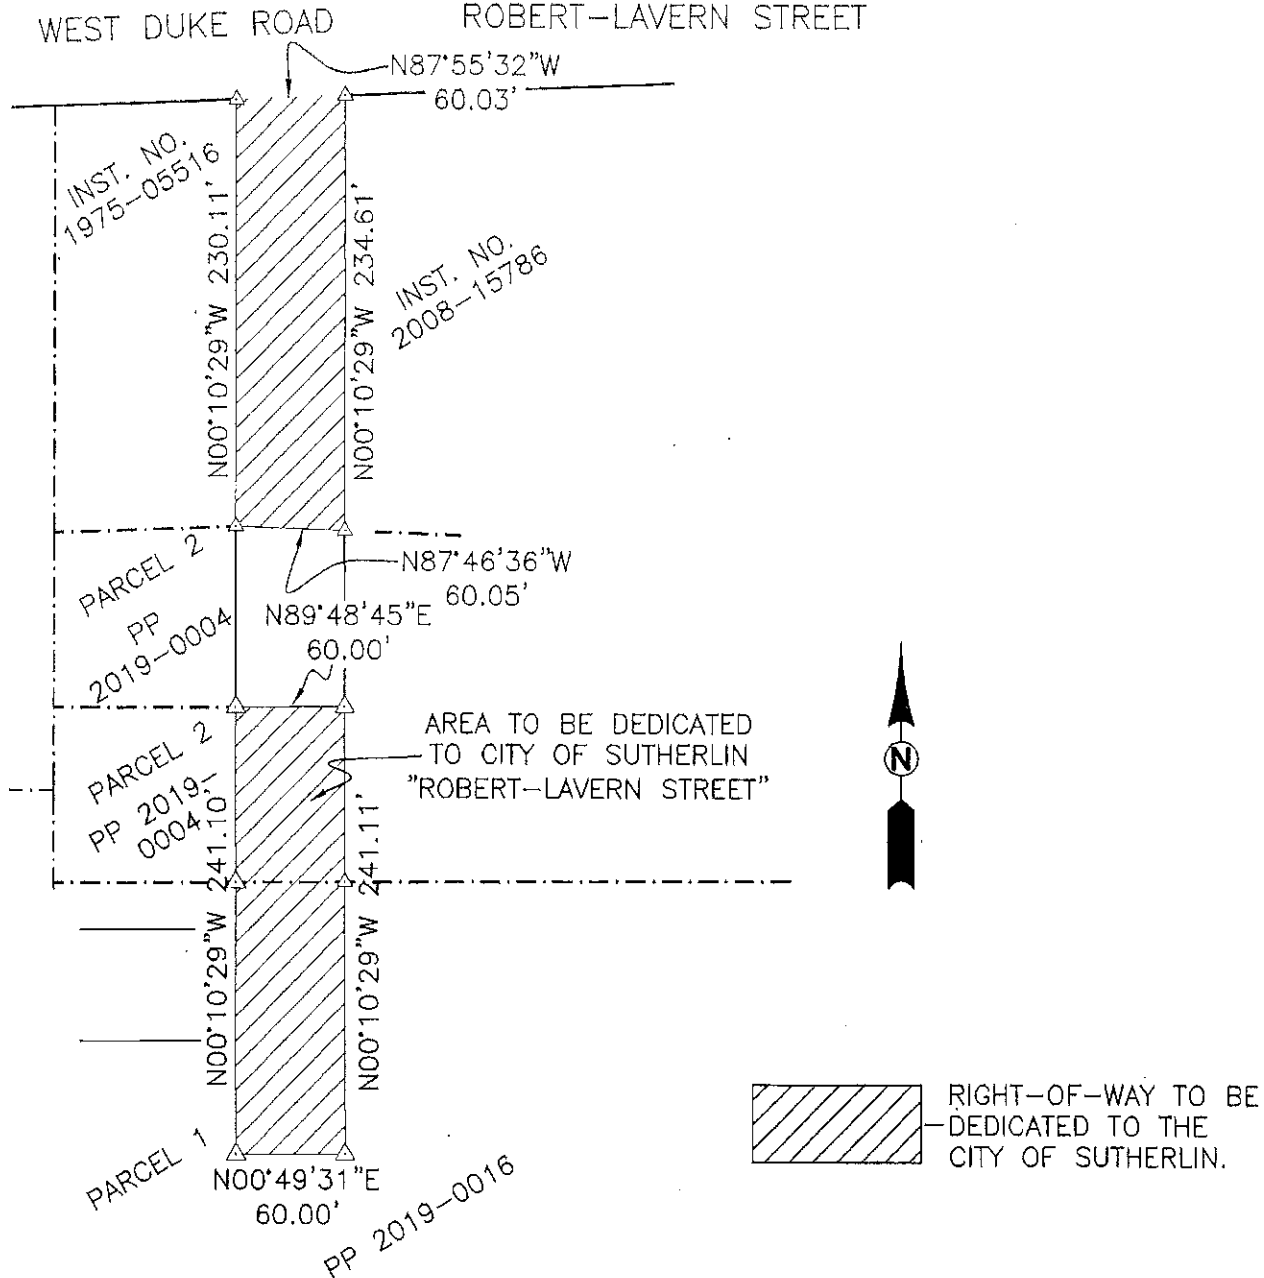 WEST DUKE ROAD
ROBERT-LAVERN STREET
N87°55'32"W
60.03'
INST. NO.
1975-05516
N00°10'29"W 230.11'
N00°10'29"W 234.61'
INST. NO.
2008-15786
PARCEL 2
PP
2019-0004
N87°46'36"W
60.05'
N89°48'45"E
60.00'
AREA TO BE DEDICATED
TO CITY OF SUTHERLIN
"ROBERT-LAVERN STREET"
PARCEL 2
PP 2019-
0004
N00°10'29"W 241.10'
N00°10'29"W 241.11'
N
RIGHT-OF-WAY TO BE
DEDICATED TO THE
CITY OF SUTHERLIN.
PARCEL 1
N00°49'31"E
60.00'
PP 2019-0016